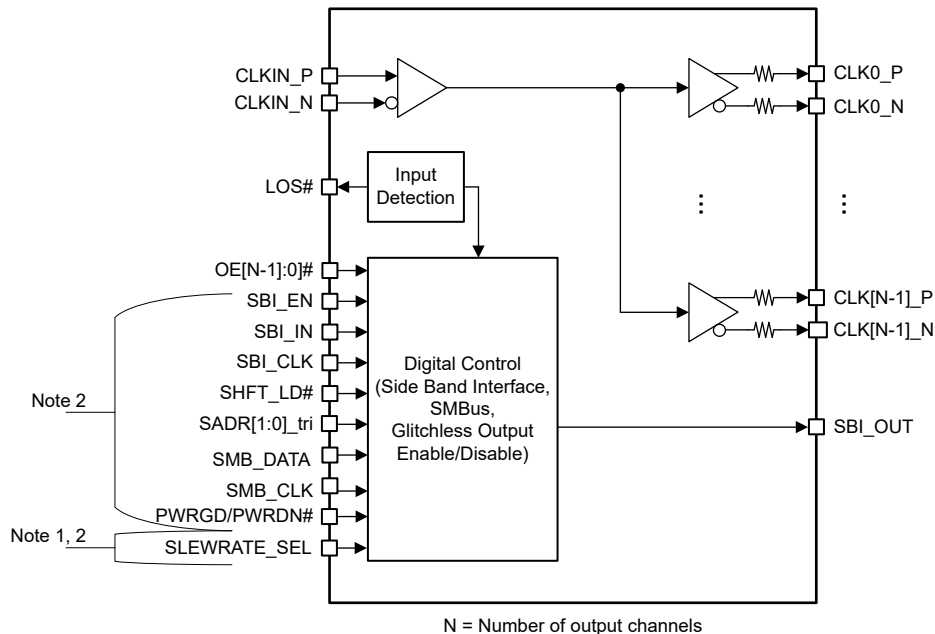 CLKIN_P
CLKIN_N
CLK0_P
CLK0_N
LOS#
Input
Detection
OE[N-1]:0]#
SBI_EN
SBI_IN
SBI_CLK
SHFT_LD#
SADR[1:0]_tri
SMB_DATA
SMB_CLK
PWRGD/PWRDN#
SLEWRATE_SEL
Note 2
Note 1, 2
Digital Control
(Side Band Interface,
SMBus,
Glitchless Output
Enable/Disable)
CLK[N-1]_P
CLK[N-1]_N
SBI_OUT
N = Number of output channels